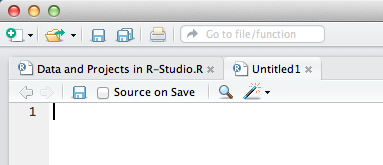 Go to file/function
Data and Projects in R-Studio.R
Untitled1
Source on Save
1